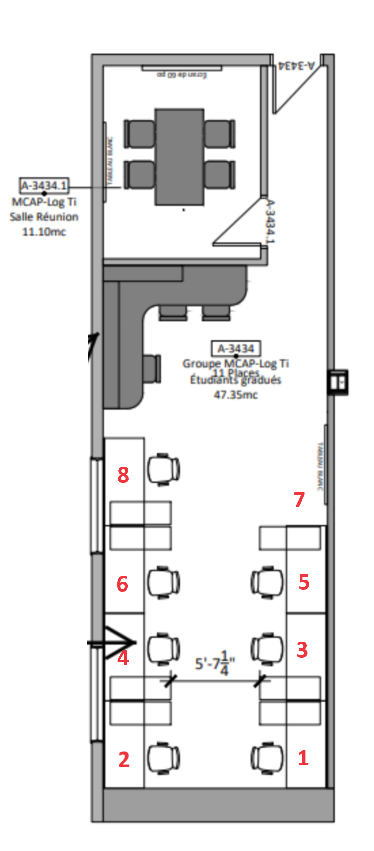 A-3434
Écran de 60 po
TABLEAU BLANC
A-3434.1
MCAP-Log Ti
Salle Réunion
11.10mc
A-3434.1
A-3434
Groupe MCAP-Log Ti
11 Places
Étudiants gradués
47.35mc
TABLEAU BLANC
8
7
6
5
4
3
5'-7 1/4"
2
1